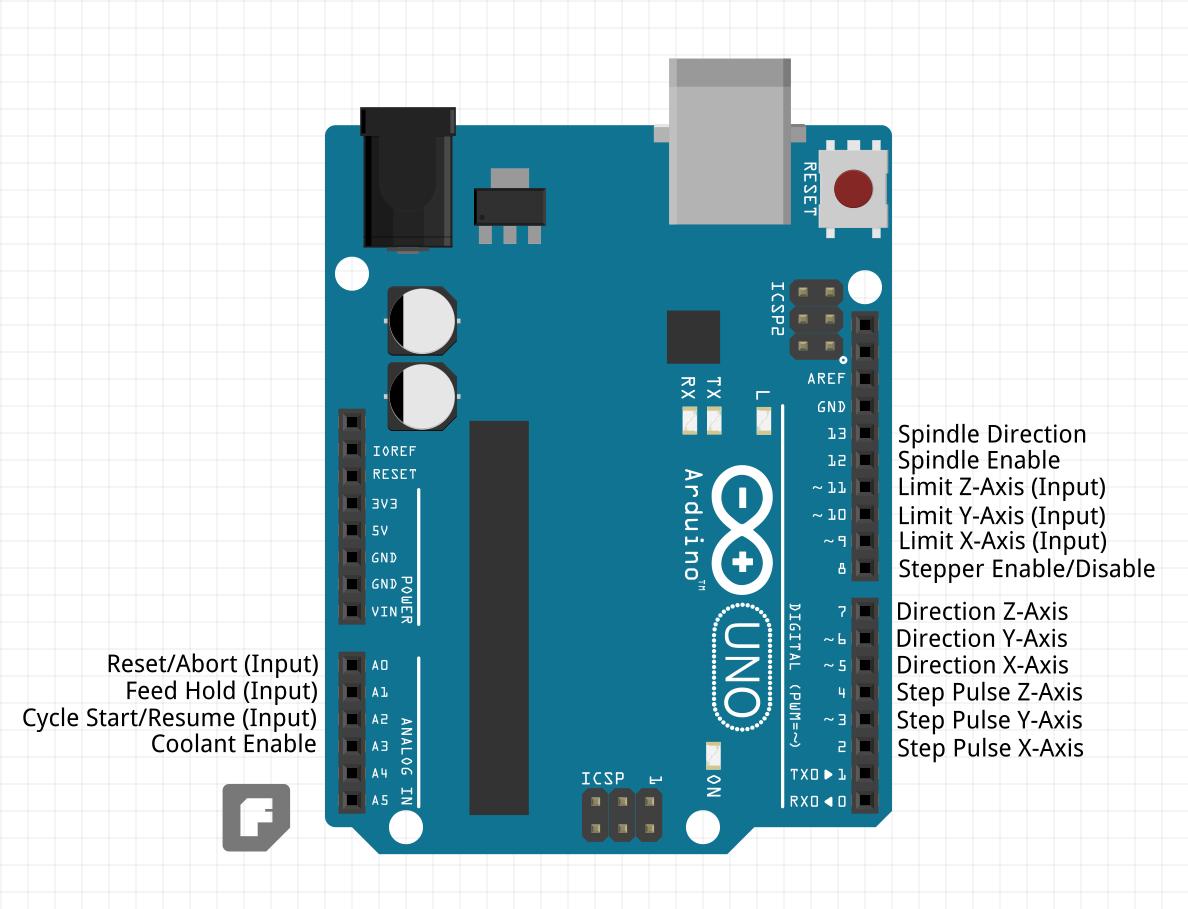 RESET
ICSP2
RX
TX
L
AREF
GND
13
12
~ 11
~ 10
~ 9
8
Spindle Direction
Spindle Enable
Limit Z-Axis (Input)
Limit Y-Axis (Input)
Limit X-Axis (Input)
Stepper Enable/Disable
7
~ 6
~ 5
4
~ 3
2
TX0 ▶ 1
RX0 ◀ 0
Direction Z-Axis
Direction Y-Axis
Direction X-Axis
Step Pulse Z-Axis
Step Pulse Y-Axis
Step Pulse X-Axis
DIGITAL (PWM=~)
Arduino™
UNO
ON
ICSP
1
IOREF
RESET
3V3
5V
GND
GND
VIN
POWER
A0
A1
A2
A3
A4
A5
ANALOG IN
Reset/Abort (Input)
Feed Hold (Input)
Cycle Start/Resume (Input)
Coolant Enable
F